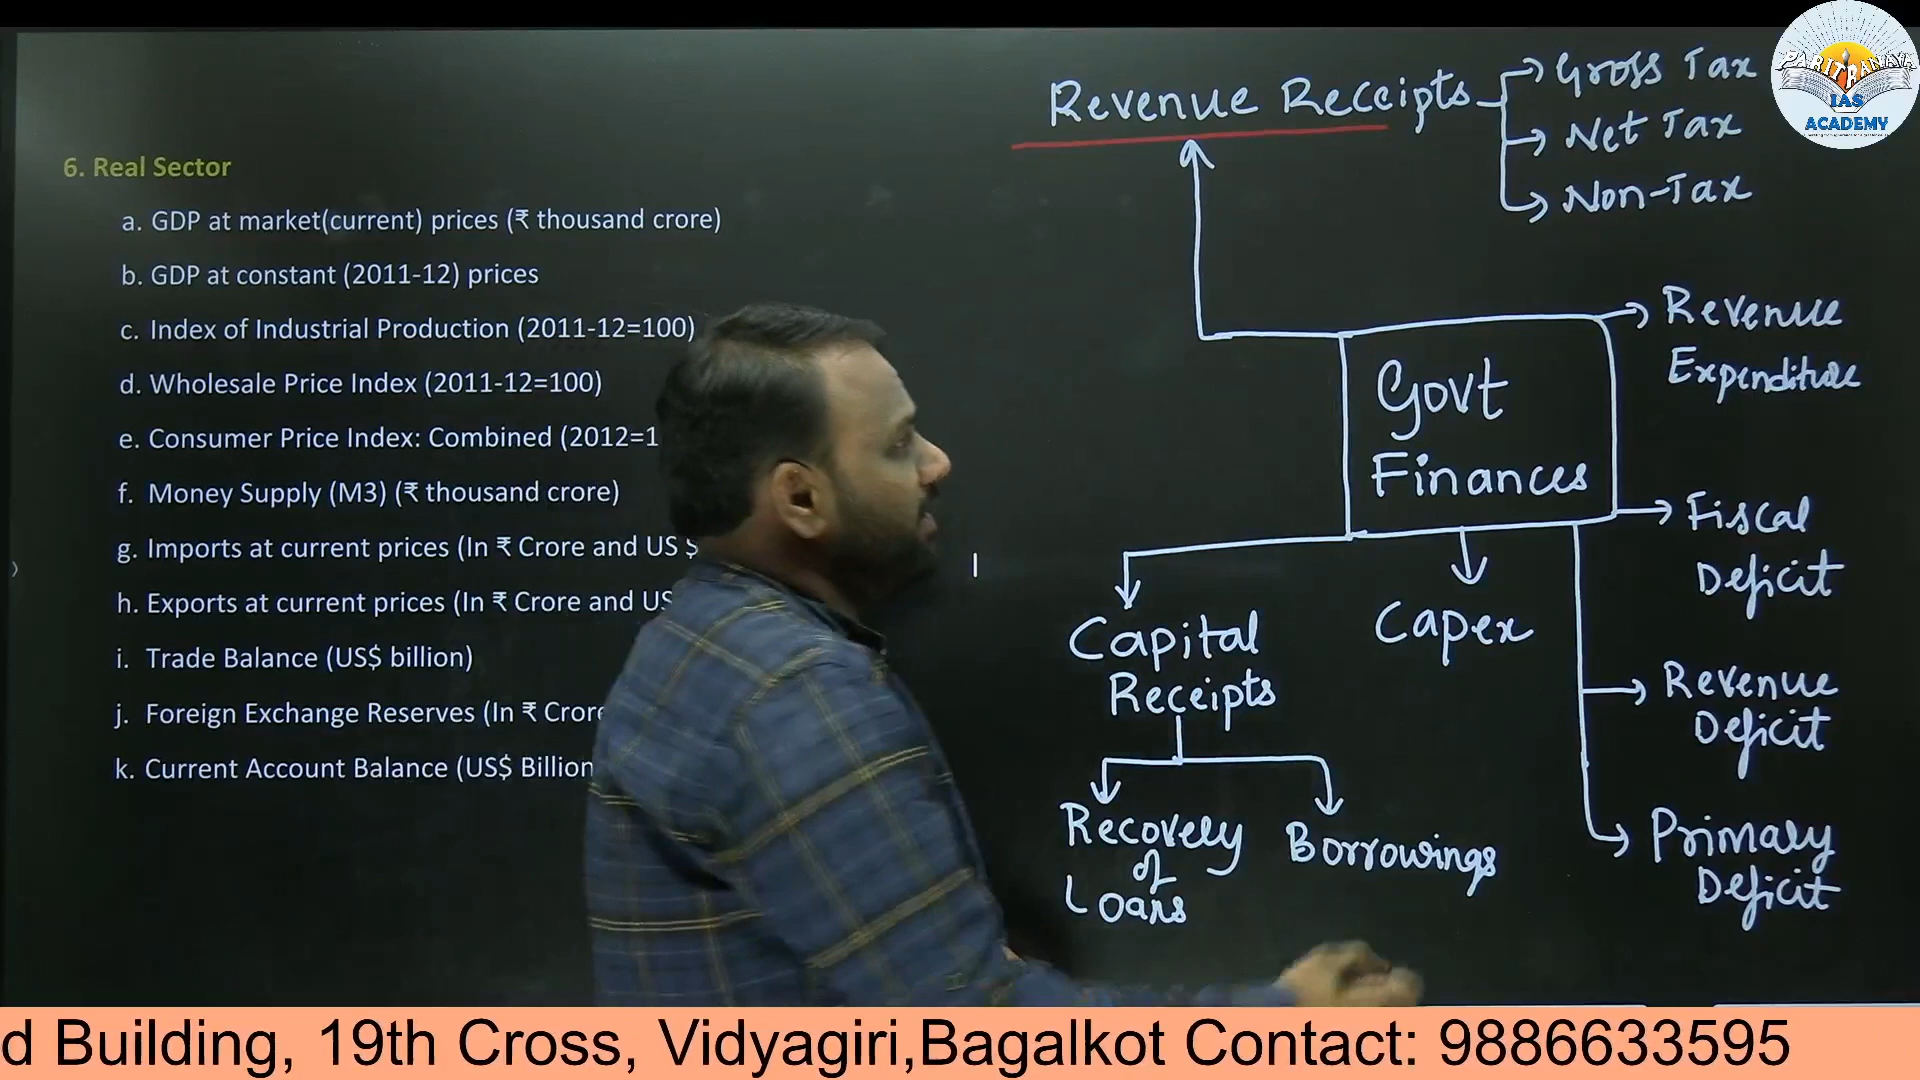 6. Real Sector
a. GDP at market(current) prices (₹ thousand crore)
b. GDP at constant (2011-12) prices
c. Index of Industrial Production (2011-12=100)
d. Wholesale Price Index (2011-12=100)
e. Consumer Price Index: Combined (2012=1
f. Money Supply (M3) (₹ thousand crore)
g. Imports at current prices (In ₹ Crore and US $
h. Exports at current prices (In ₹ Crore and US
i. Trade Balance (US$ billion)
j. Foreign Exchange Reserves (In ₹ Crore
k. Current Account Balance (US$ Billion
Revenue Receipts
Gross Tax
Net Tax
Non-Tax
Govt
Finances
Revenue
Expenditure
Fiscal
Deficit
Revenue
Deficit
Primary
Deficit
Capex
Capital
Receipts
Recovery
of
Loans
Borrowings
PARITRANAYA
IAS
ACADEMY
d Building, 19th Cross, Vidyagiri,Bagalkot Contact: 9886633595